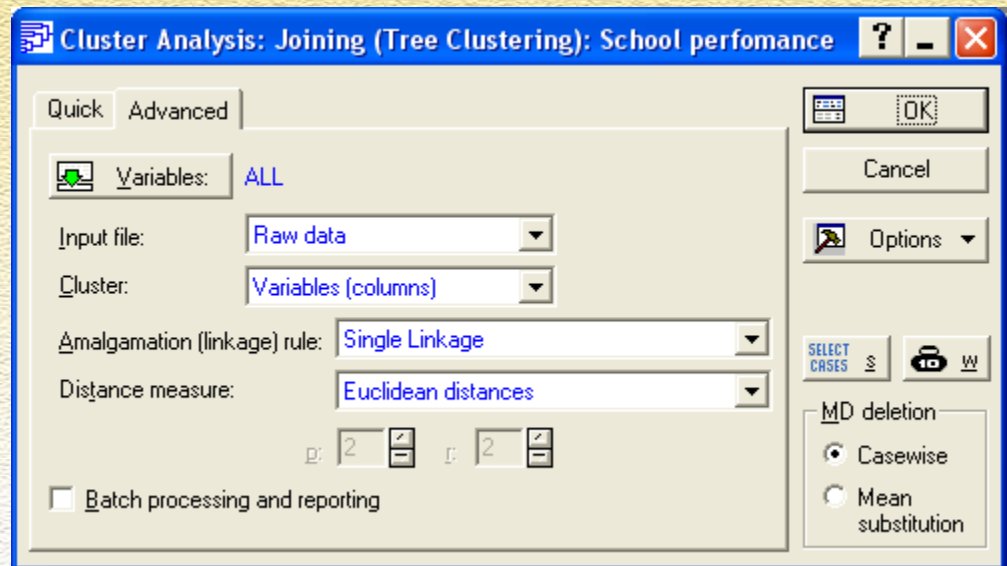 Cluster Analysis: Joining (Tree Clustering): School perfomance ?
Quick Advanced
OK
Variables: ALL
Cancel
Input file: Raw data
Options
Cluster: Variables (columns)
Amalgamation (linkage) rule: Single Linkage
SELECT CASES S
W
Distance measure: Euclidean distances
MD deletion
p: 2 r: 2
Casewise
Batch processing and reporting
Mean
substitution